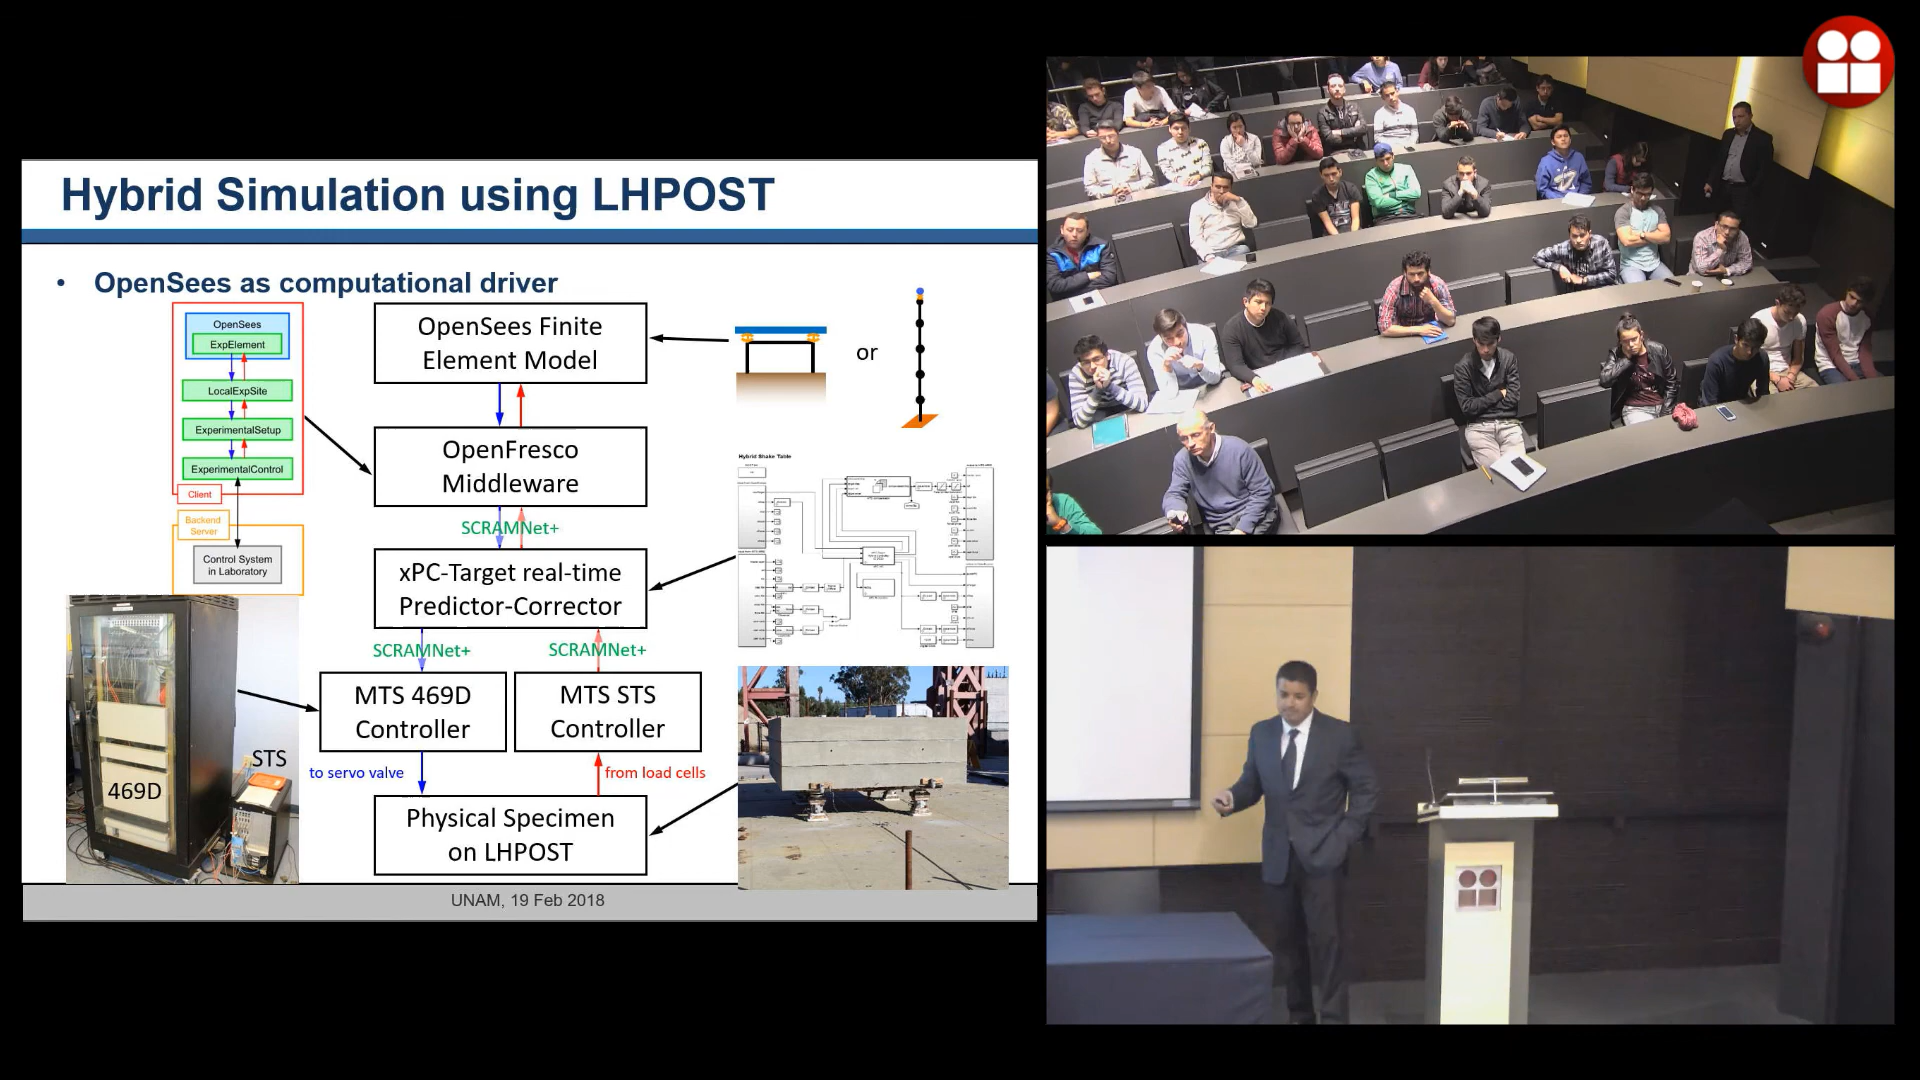 Hybrid Simulation using LHPOST
• OpenSees as computational driver
OpenSees
ExpElement
LocalExpSite
ExperimentalSetup
ExperimentalControl
Client
Backend
Server
Control System
in Laboratory
OpenSees Finite
Element Model
or
OpenFresco
Middleware
SCRAMNet+
Hybrid Shake Table
xPC-Target real-time
Predictor-Corrector
SCRAMNet+
SCRAMNet+
MTS 469D
Controller
MTS STS
Controller
STS
469D
to servo valve
from load cells
Physical Specimen
on LHPOST
UNAM, 19 Feb 2018